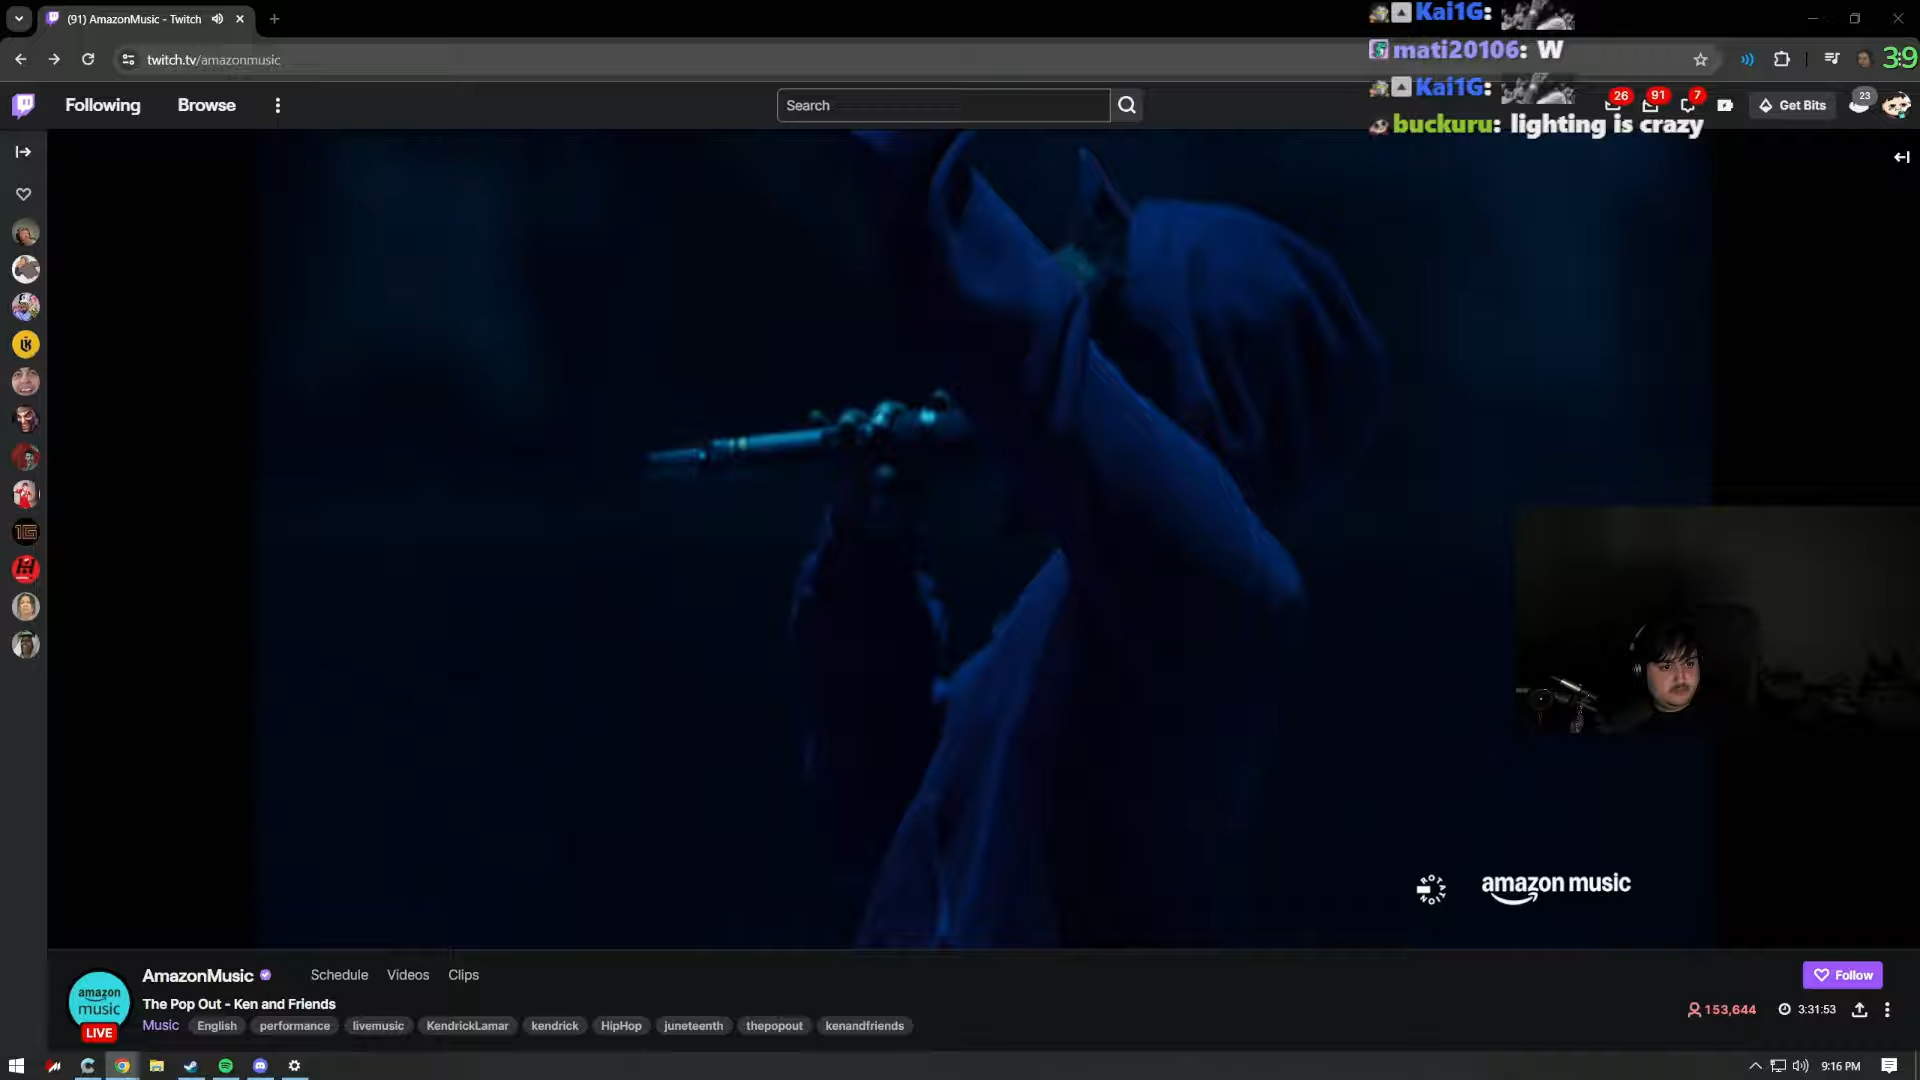 (91) AmazonMusic - Twitch
Kai1G:
mati20106: W
twitch.tv/amazonmusic
39
Kai1G:
Following
Browse
Search
26
91
7
Get Bits
23
buckuru: lighting is crazy
ROTATION
amazon music
AmazonMusic
Schedule
Videos
Clips
Follow
amazon
music
LIVE
The Pop Out - Ken and Friends
153,644
3:31:53
Music
English
performance
livemusic
KendrickLamar
kendrick
HipHop
juneteenth
thepopout
kenandfriends
9:16 PM